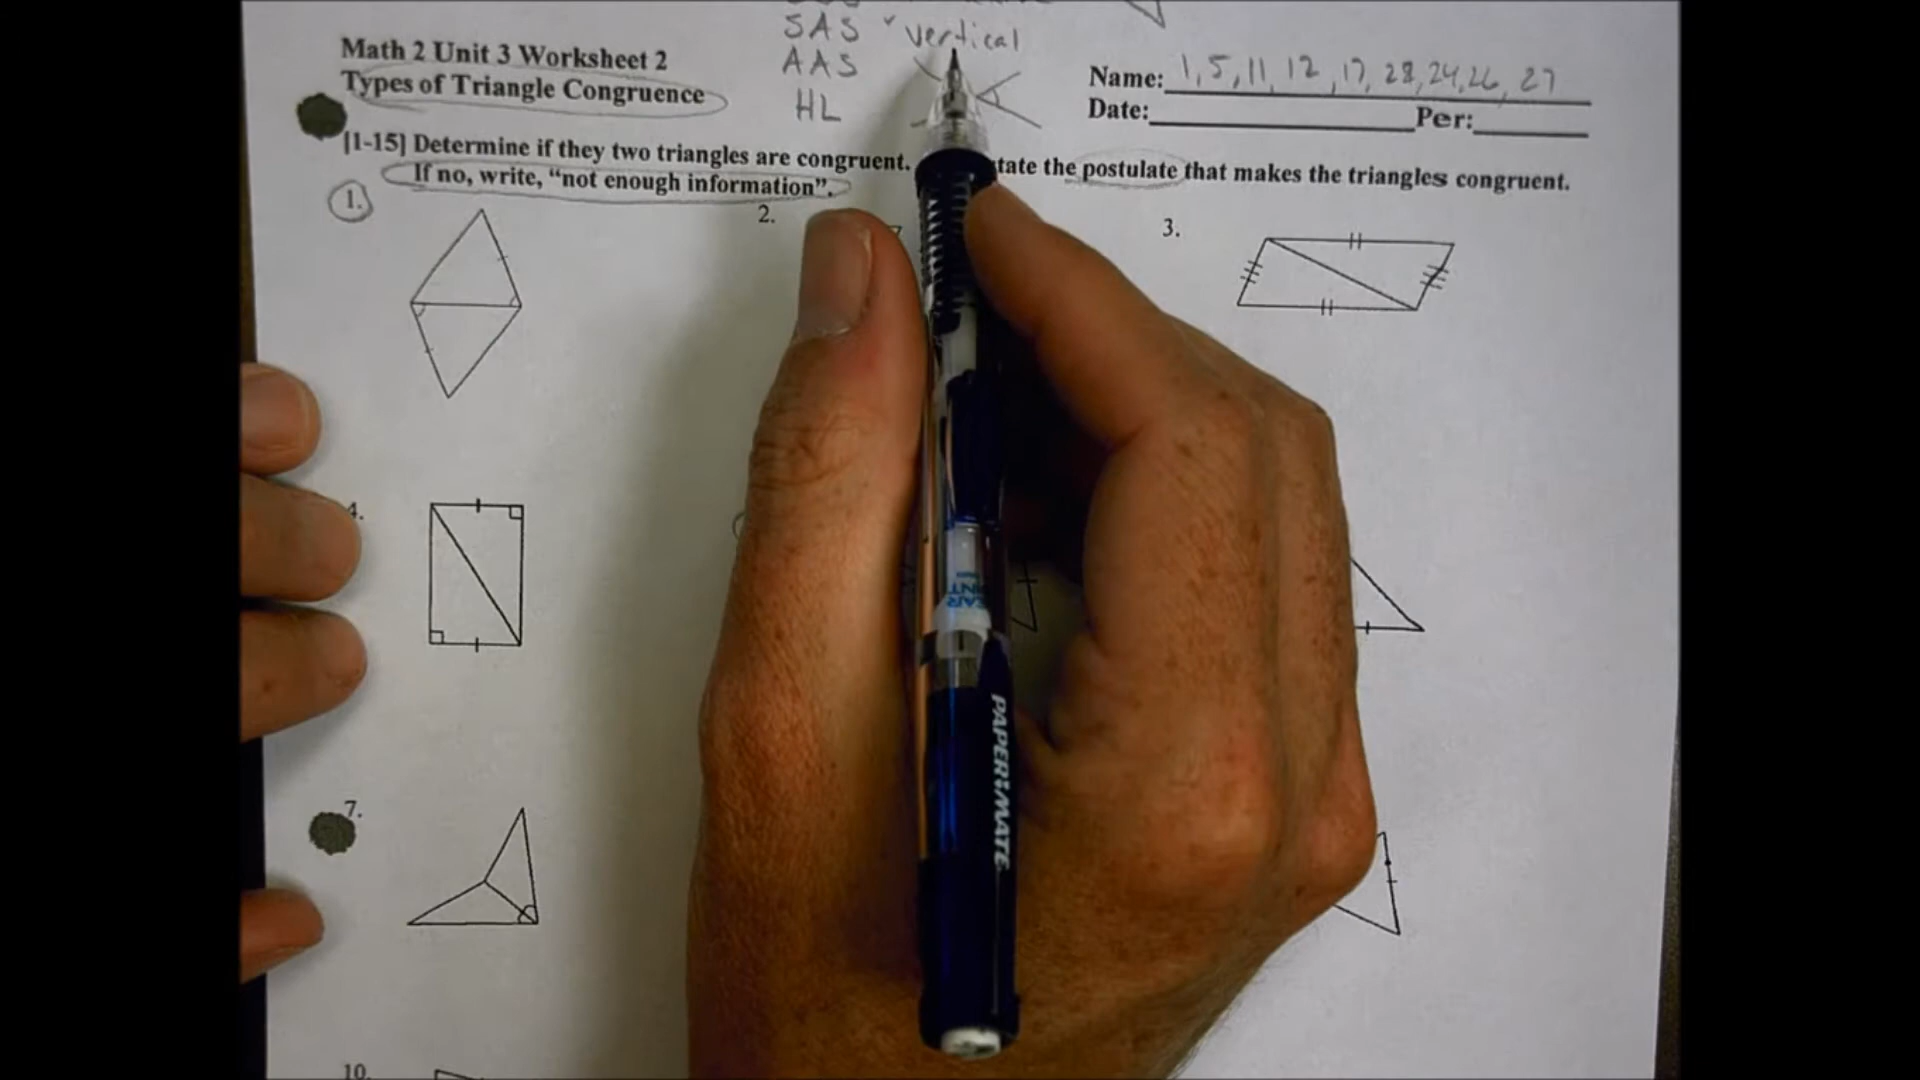 SAS ✓ vertical
AAS
HL
Math 2 Unit 3 Worksheet 2
Types of Triangle Congruence
Name: 1, 5, 11, 12, 17, 23, 24, 26, 27
Date: Per:
[1-15] Determine if they two triangles are congruent. state the postulate that makes the triangles congruent.
If no, write, “not enough information”.
1.
2.
3.
4.
7.
10.
PAPERMATE